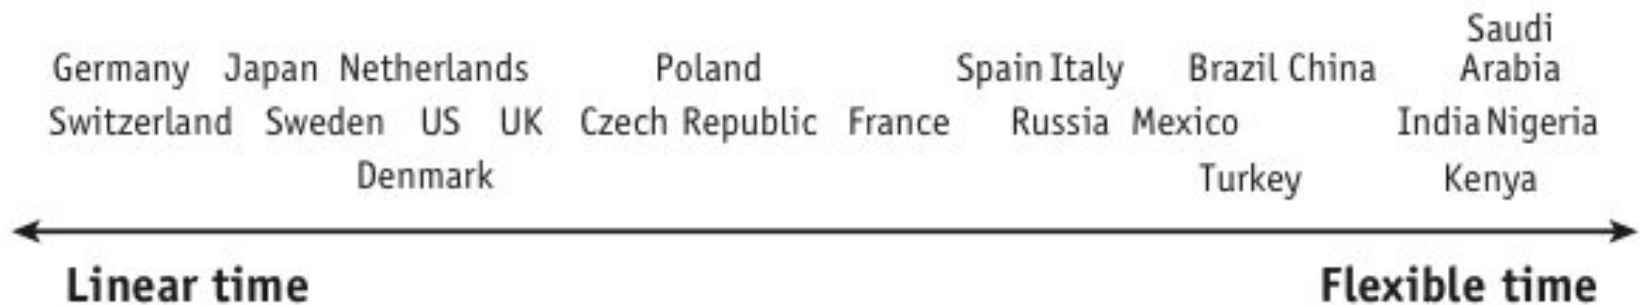 Saudi
Germany Japan Netherlands Poland Spain Italy Brazil China Arabia
Switzerland Sweden US UK Czech Republic France Russia Mexico India Nigeria
Denmark Turkey Kenya
Linear time Flexible time